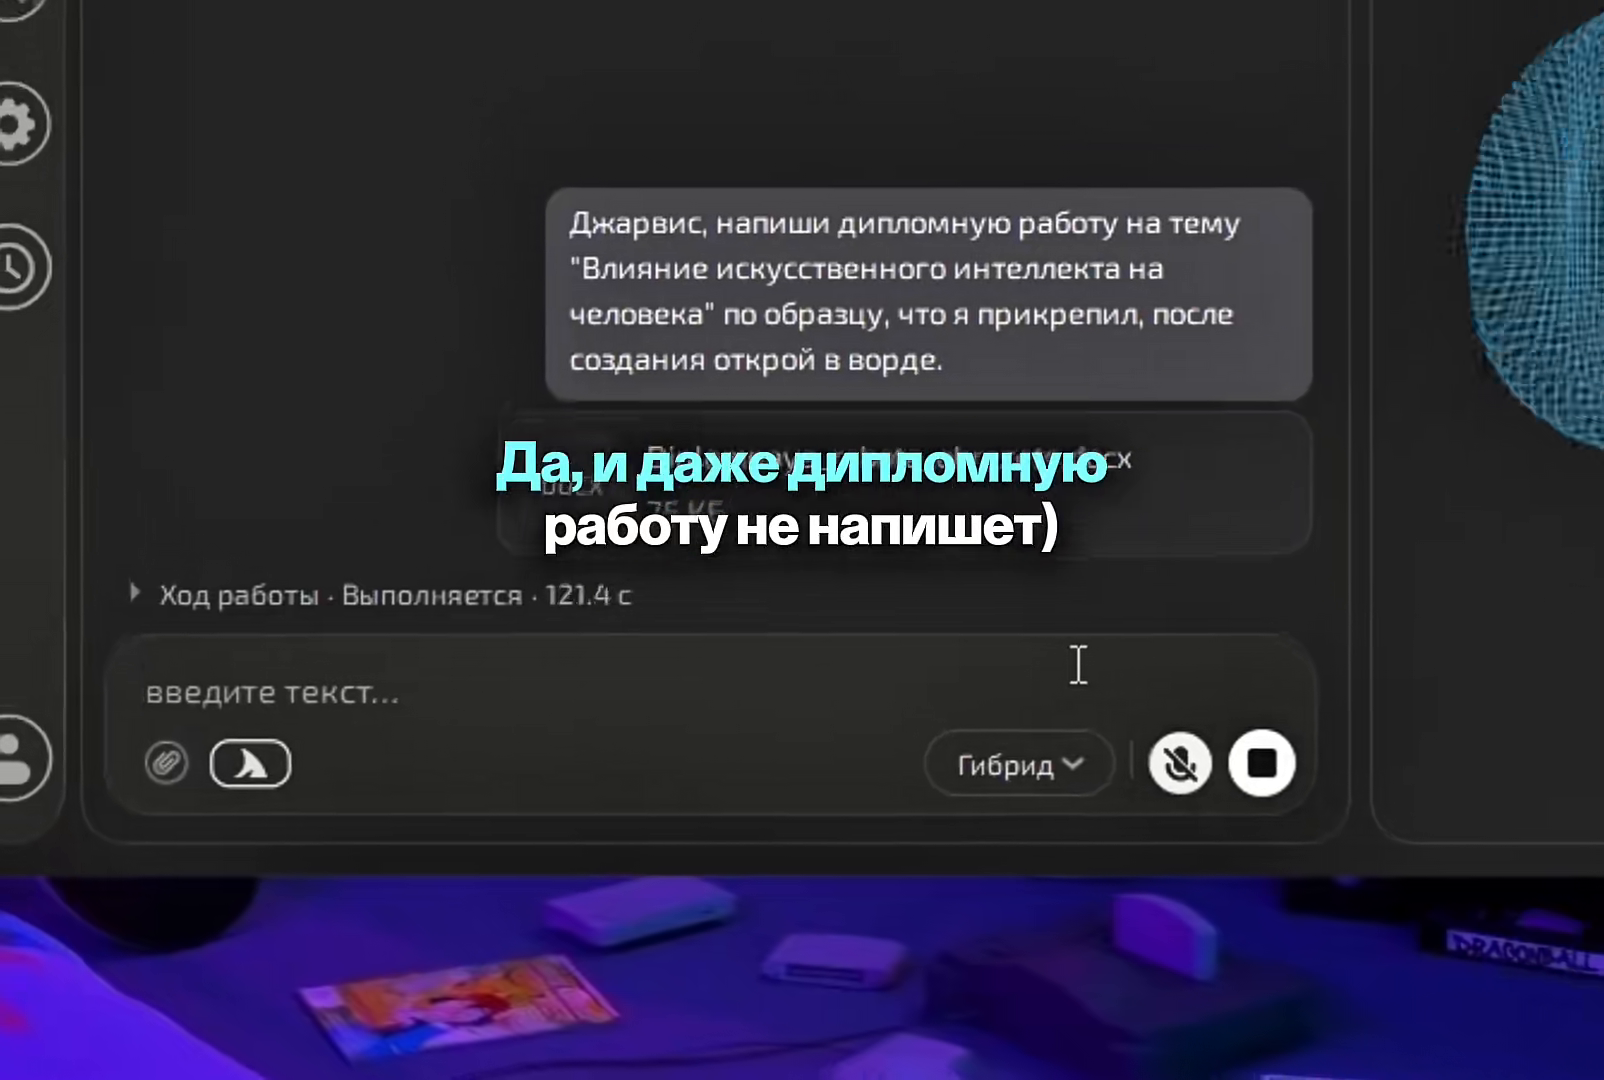 Джарвис, напиши дипломную работу на тему
"Влияние искусственного интеллекта на
человека" по образцу, что я прикрепил, после
создания открой в ворде.
Да, и даже дипломную
работу не напишет)
Ход работы · Выполняется · 121.4 с
введите текст...
Гибрид
DRAGONBALL